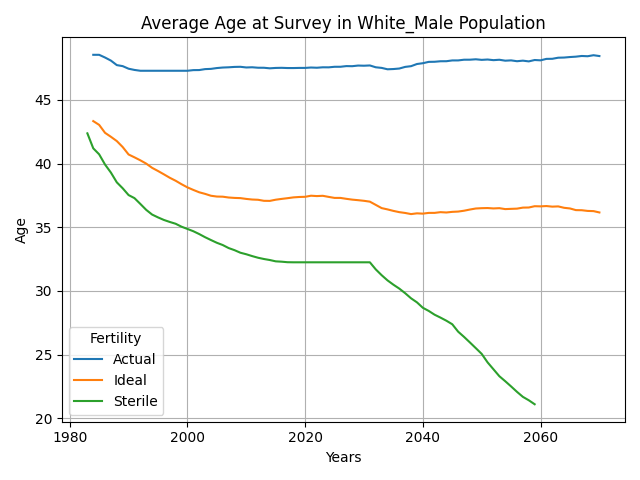 Average Age at Survey in White_Male Population
Age
45
40
35
30
25
20
Fertility
Actual
Ideal
Sterile
1980
2000
2020
2040
2060
Years